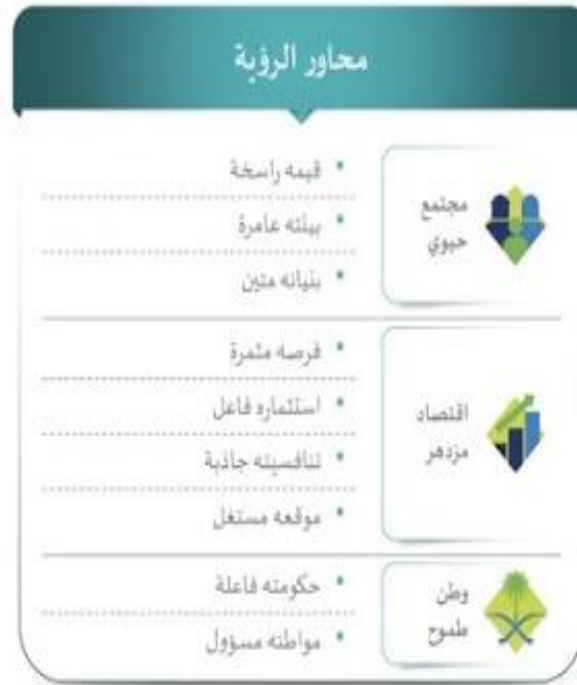 محاور الرؤية
مجتمع
حيوي
• قيمه راسخة
• بيئته عامرة
• بنيانه متين
اقتصاد
مزدهر
• فرصه مثمرة
• استثماره فاعل
• تنافسيته جاذبة
• موقعه مستغل
وطن
طموح
• حكومته فاعلة
• مواطنه مسؤول